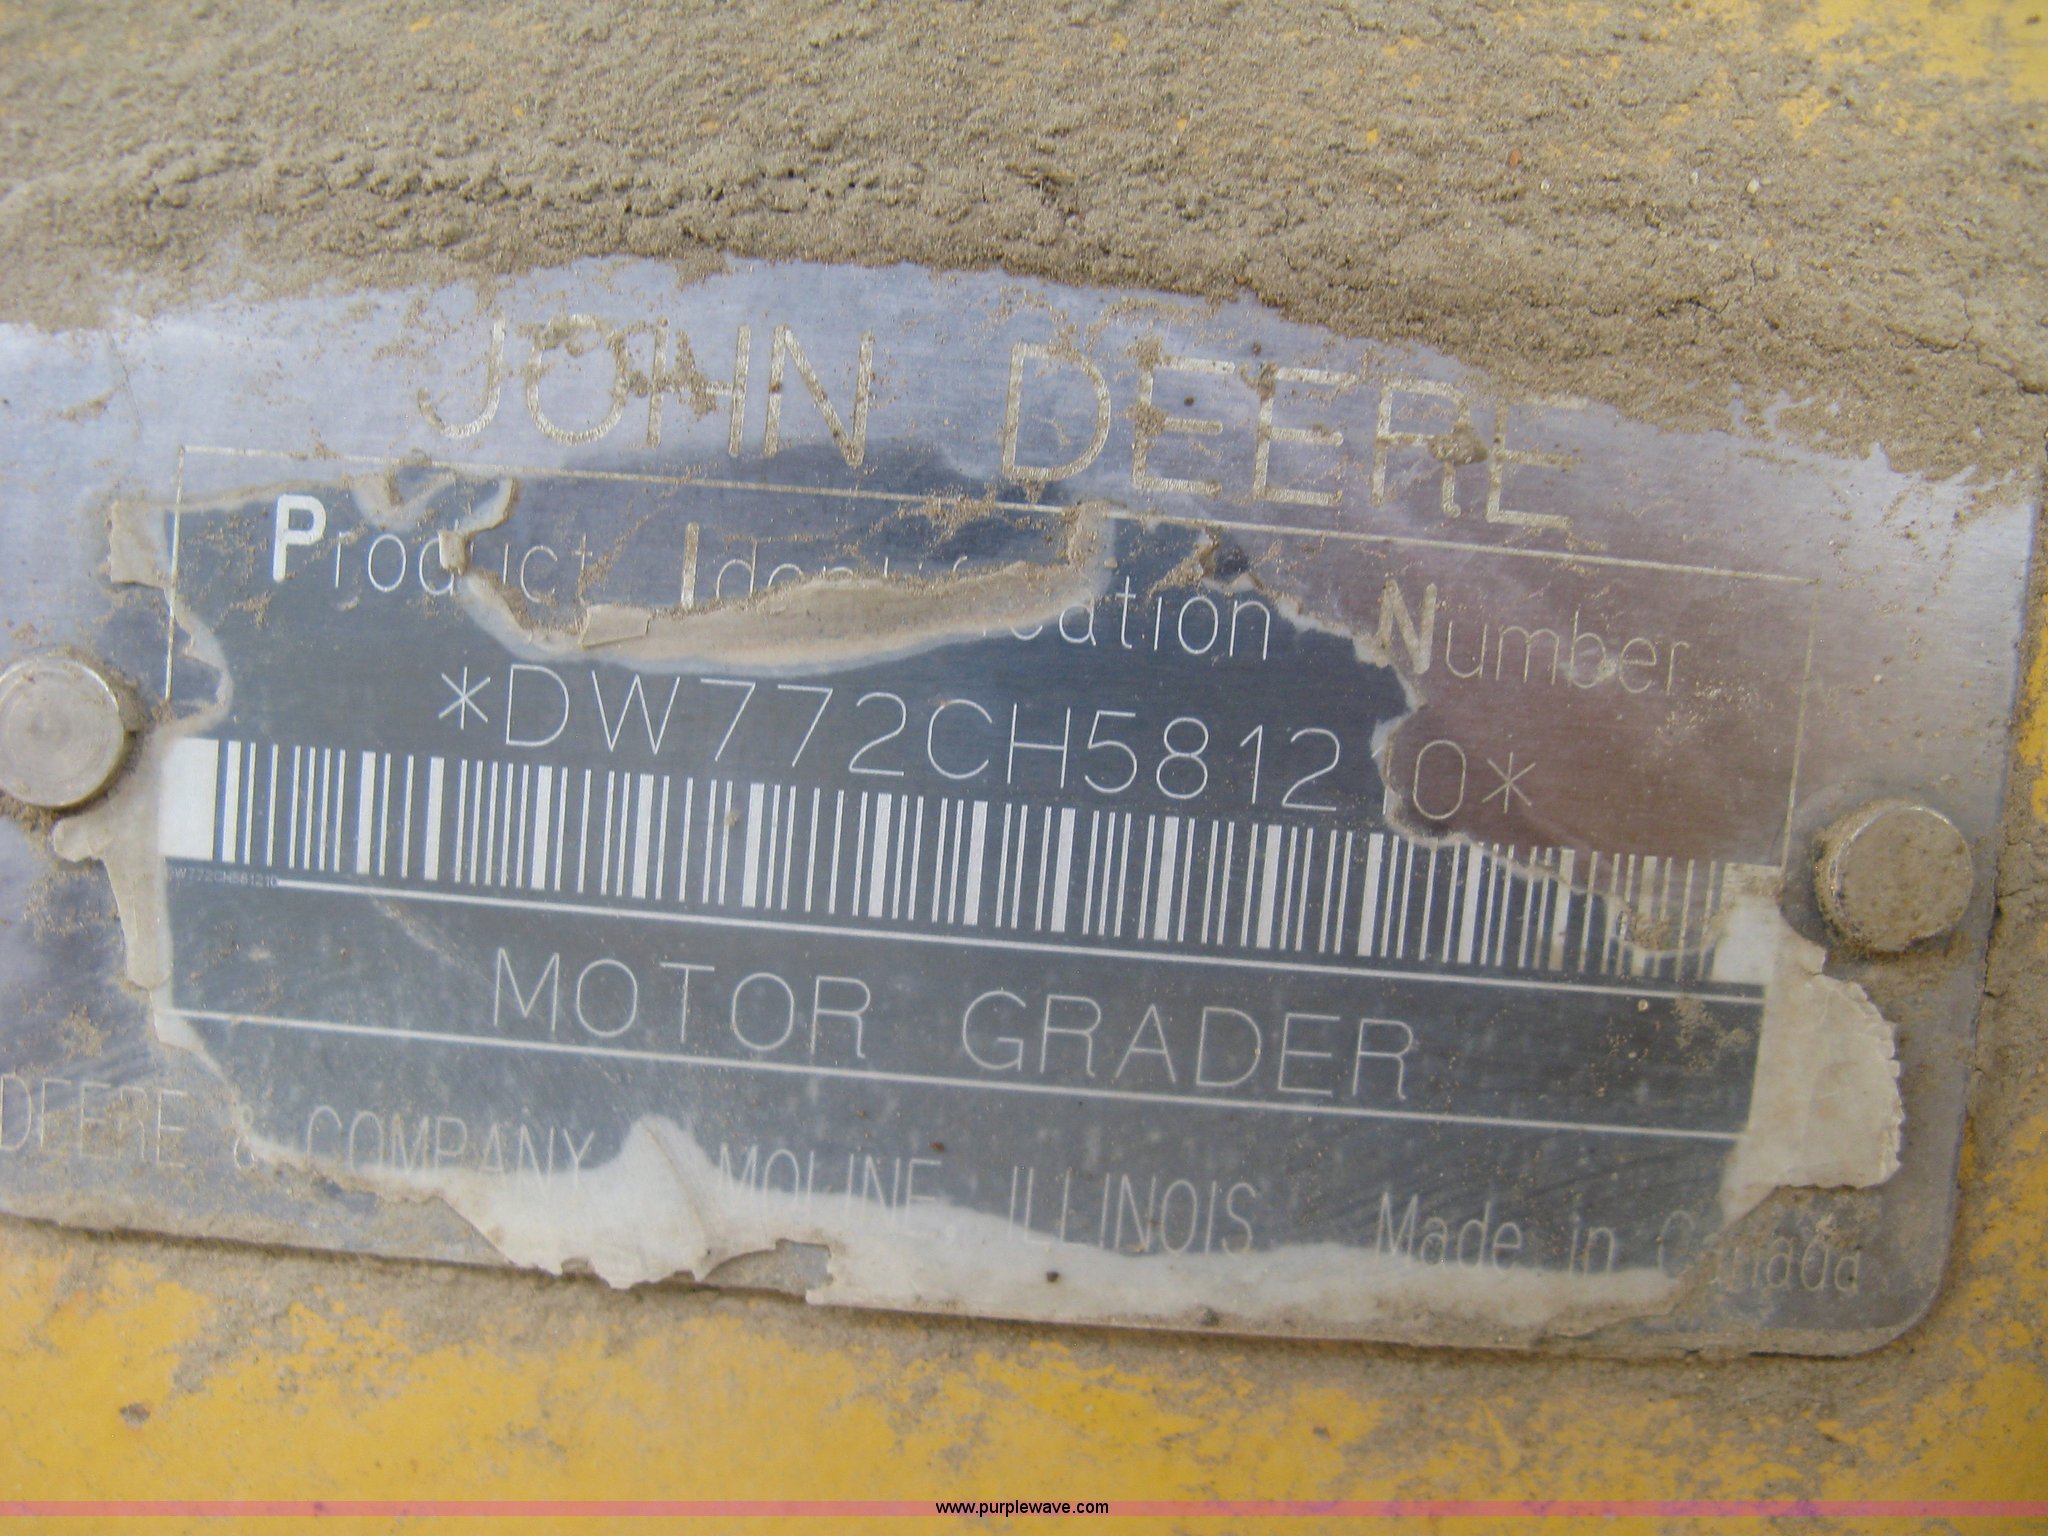 JOHN DEERE
Product Identification Number
*DW772CH581210*
DW772CH581210
MOTOR GRADER
DEERE & COMPANY MOLINE, ILLINOIS Made in Canada
www.purplewave.com